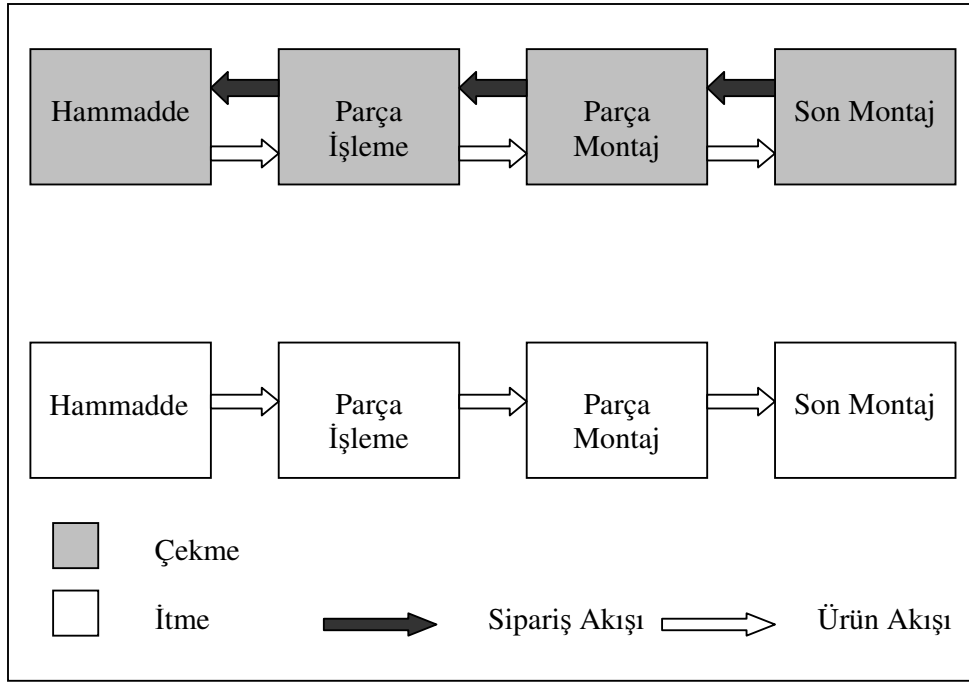 Hammadde
Parça
İşleme
Parça
Montaj
Son Montaj
Hammadde
Parça
İşleme
Parça
Montaj
Son Montaj
Çekme
İtme
Sipariş Akışı
Ürün Akışı